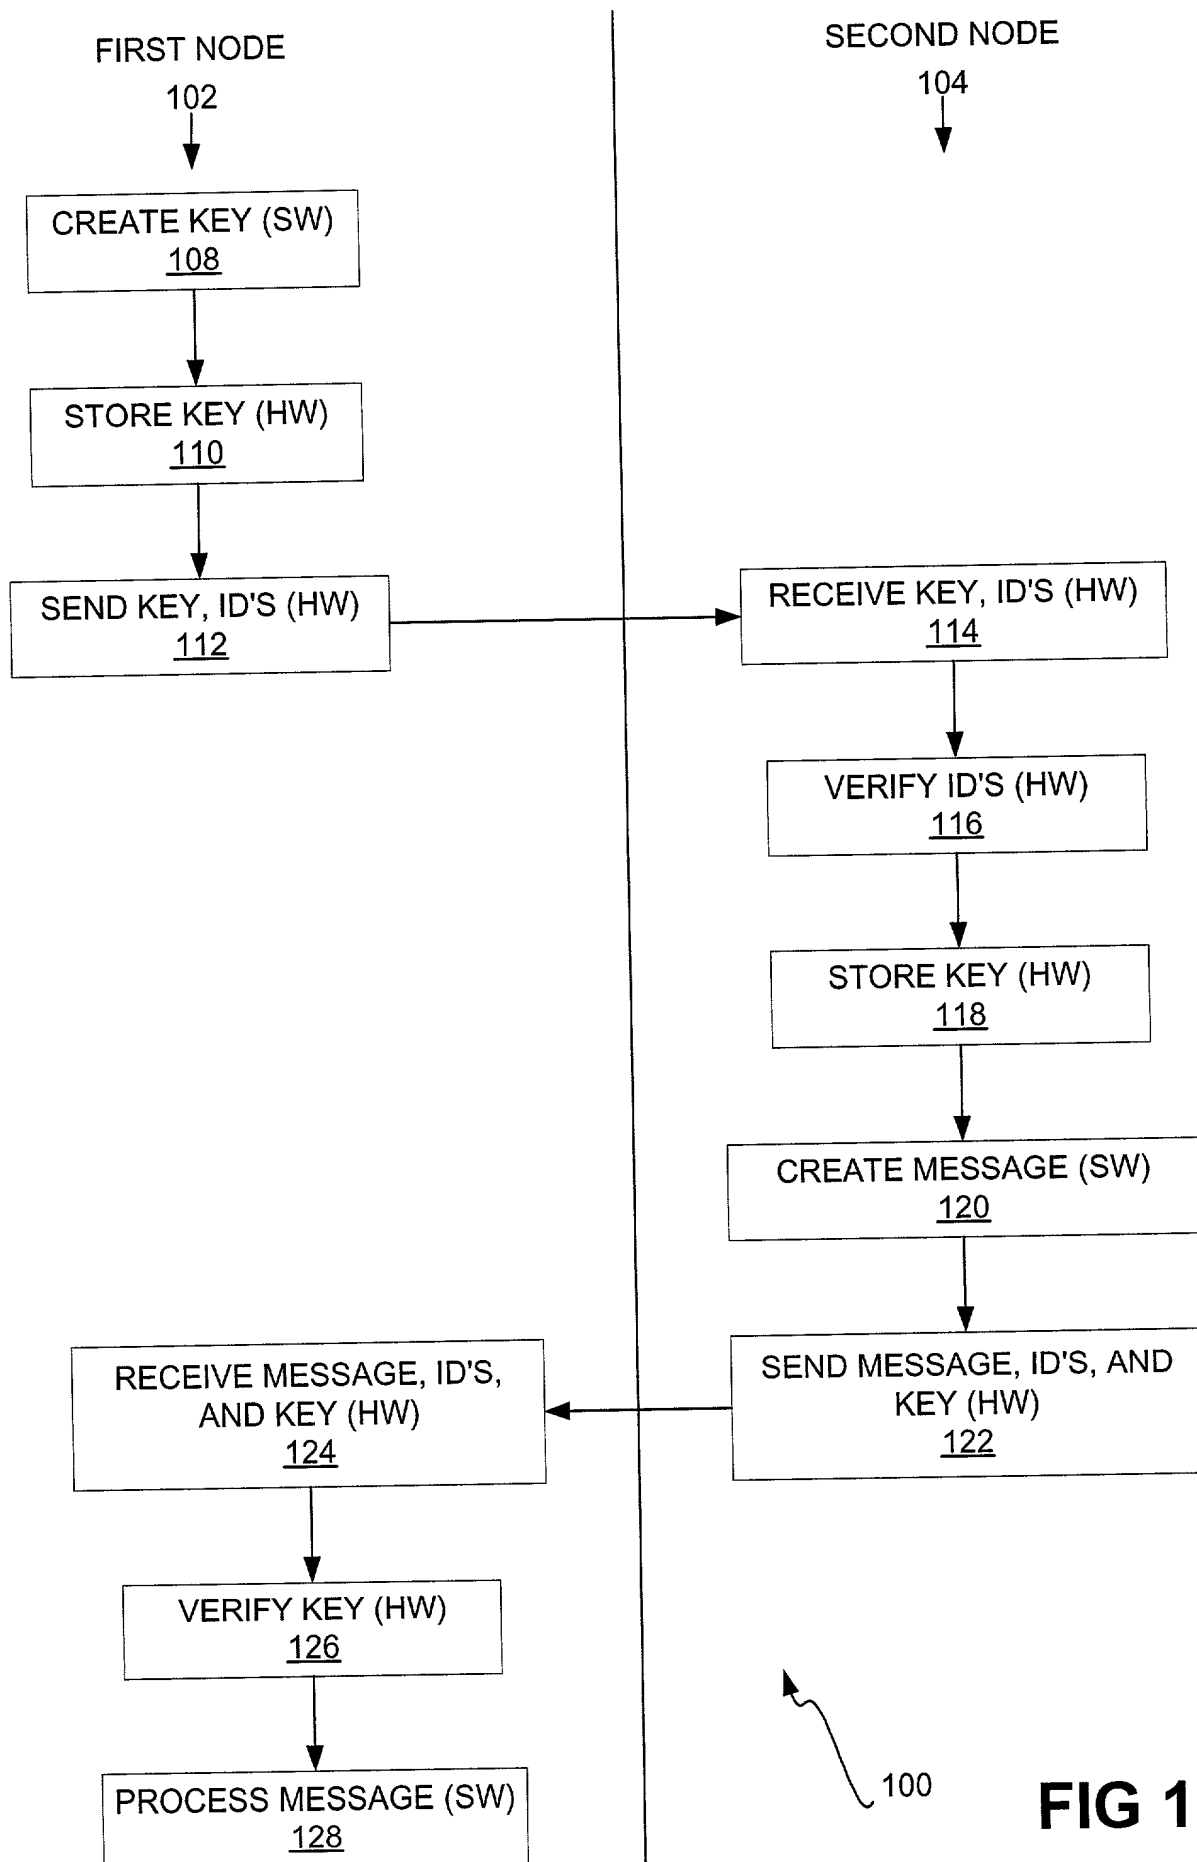 FIRST NODE
102
SECOND NODE
104
CREATE KEY (SW)
108
STORE KEY (HW)
110
SEND KEY, ID'S (HW)
112
RECEIVE KEY, ID'S (HW)
114
VERIFY ID'S (HW)
116
STORE KEY (HW)
118
CREATE MESSAGE (SW)
120
SEND MESSAGE, ID'S, AND
KEY (HW)
122
RECEIVE MESSAGE, ID'S,
AND KEY (HW)
124
VERIFY KEY (HW)
126
PROCESS MESSAGE (SW)
128
100
FIG 1